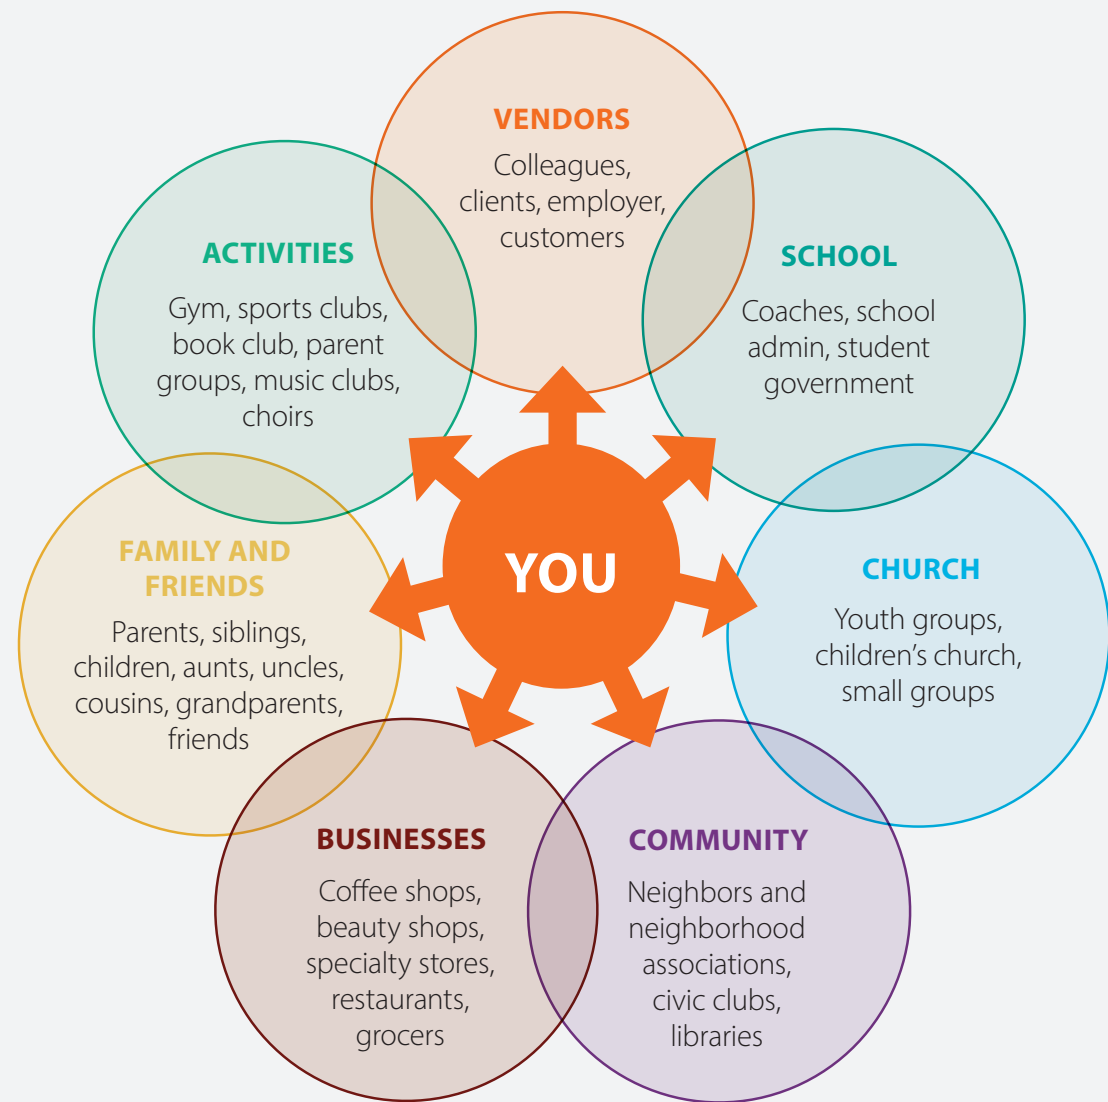 VENDORS
Colleagues,
clients, employer,
customers
ACTIVITIES
Gym, sports clubs,
book club, parent
groups, music clubs,
choirs
SCHOOL
Coaches, school
admin, student
government
FAMILY AND
FRIENDS
Parents, siblings,
children, aunts, uncles,
cousins, grandparents,
friends
YOU
CHURCH
Youth groups,
children’s church,
small groups
BUSINESSES
Coffee shops,
beauty shops,
specialty stores,
restaurants,
grocers
COMMUNITY
Neighbors and
neighborhood
associations,
civic clubs,
libraries